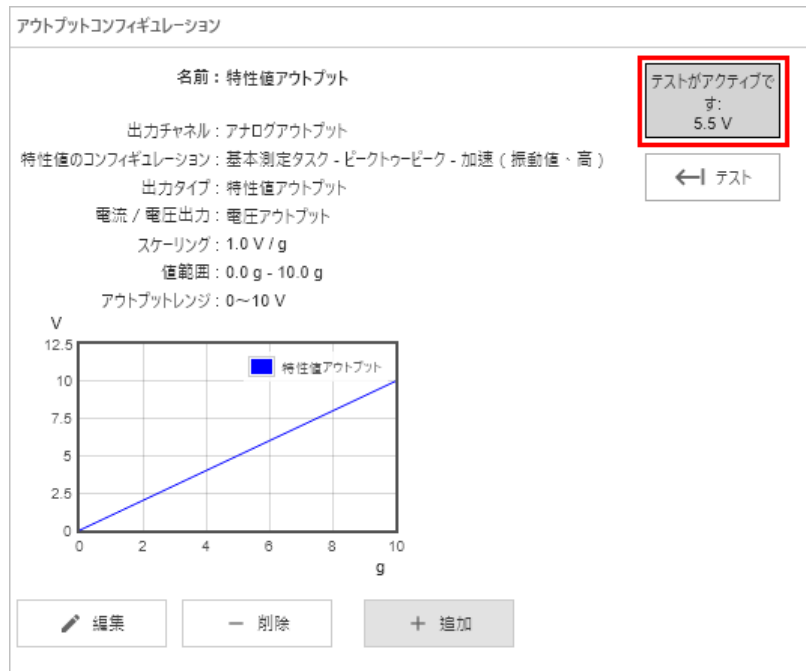 アウトプットコンフィギュレーション
名前：特性値アウトプット
テストがアクティブで
す:
5.5 V
出力チャネル：アナログアウトプット
特性値のコンフィギュレーション：基本測定タスク - ピークトゥーピーク - 加速（振動値、高）
テスト
出力タイプ：特性値アウトプット
電流 / 電圧出力：電圧アウトプット
スケーリング：1.0 V / g
値範囲：0.0 g - 10.0 g
アウトプットレンジ：0～10 V
V
12.5
特性値アウトプット
10
7.5
5
2.5
0
0 2 4 6 8 10
g
編集
削除
追加